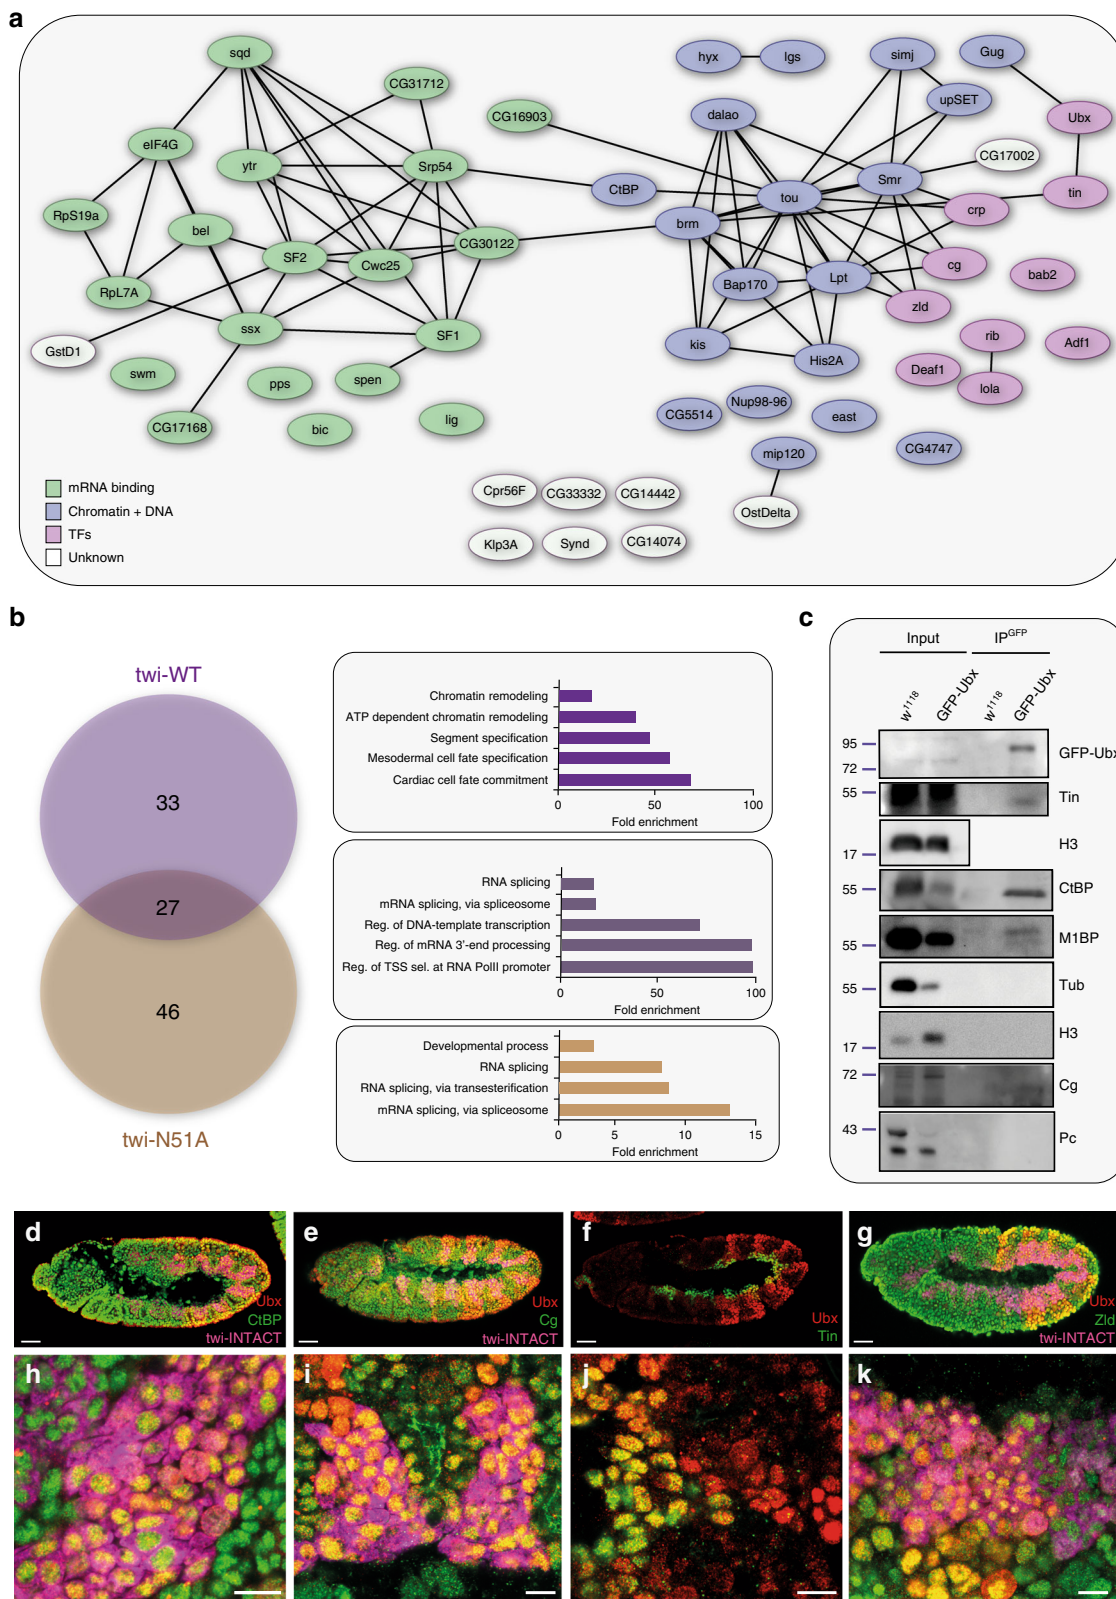 a
sqd
hyx
lgs
simj
Gug
CG31712
upSET
dalao
CG16903
Ubx
eIF4G
ytr
Srp54
CG17002
Smr
CtBP
tou
tin
RpS19a
crp
bel
brm
CG30122
SF2
Cwc25
cg
bab2
RpL7A
Bap170
Lpt
zld
ssx
SF1
rib
kis
Adf1
GstD1
His2A
Deaf1
swm
pps
spen
lola
Nup98-96
CG5514
east
lig
CG17168
bic
CG4747
mip120
mRNA binding
Cpr56F
CG33332
CG14442
Chromatin + DNA
OstDelta
TFs
Klp3A
Synd
CG14074
Unknown
b
twi-WT
33
27
46
twi-N51A
Chromatin remodeling
ATP dependent chromatin remodeling
Segment specification
Mesodermal cell fate specification
Cardiac cell fate commitment
0 50 100
Fold enrichment
RNA splicing
mRNA splicing, via spliceosome
Reg. of DNA-template transcription
Reg. of mRNA 3'-end processing
Reg. of TSS sel. at RNA PolII promoter
0 50 100
Fold enrichment
Developmental process
RNA splicing
RNA splicing, via transesterification
mRNA splicing, via spliceosome
0 5 10 15
Fold enrichment
c
Input IP^GFP
w^1118 GFP-Ubx w^1118 GFP-Ubx
95
72
GFP-Ubx
55
Tin
17
H3
55
CtBP
55
M1BP
55
Tub
17
H3
72
Cg
43
Pc
d
Ubx
CtBP
twi-INTACT
e
Ubx
Cg
twi-INTACT
f
Ubx
Tin
g
Ubx
Zld
twi-INTACT
h
i
j
k